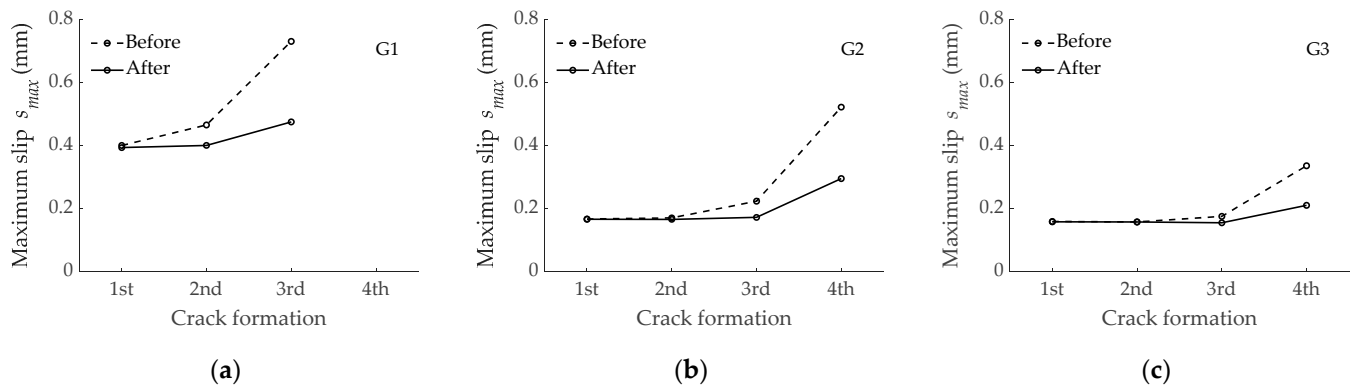 0.8
Before
After
G1
0.6
0.4
0.2
0
Maximum slip s_max (mm)
1st 2nd 3rd 4th
Crack formation
(a)
0.8
Before
After
G2
0.6
0.4
0.2
0
Maximum slip s_max (mm)
1st 2nd 3rd 4th
Crack formation
(b)
0.8
Before
After
G3
0.6
0.4
0.2
0
Maximum slip s_max (mm)
1st 2nd 3rd 4th
Crack formation
(c)